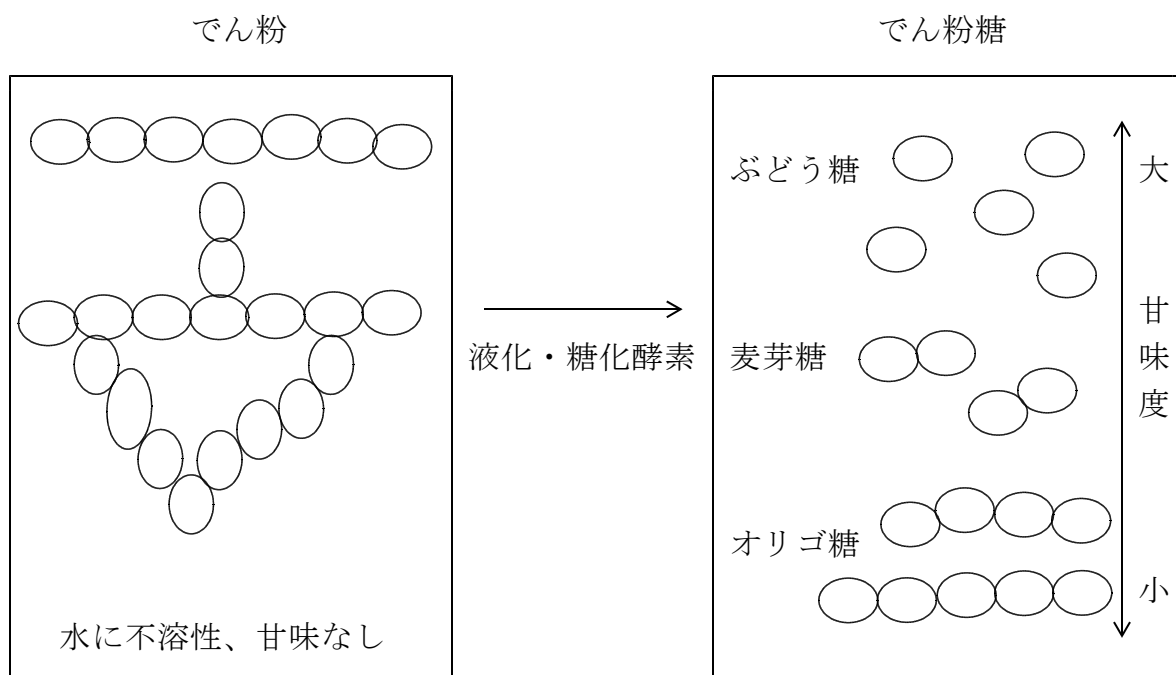 でん粉
でん粉糖
ぶどう糖
大
甘味度
液化・糖化酵素
麦芽糖
オリゴ糖
小
水に不溶性、甘味なし